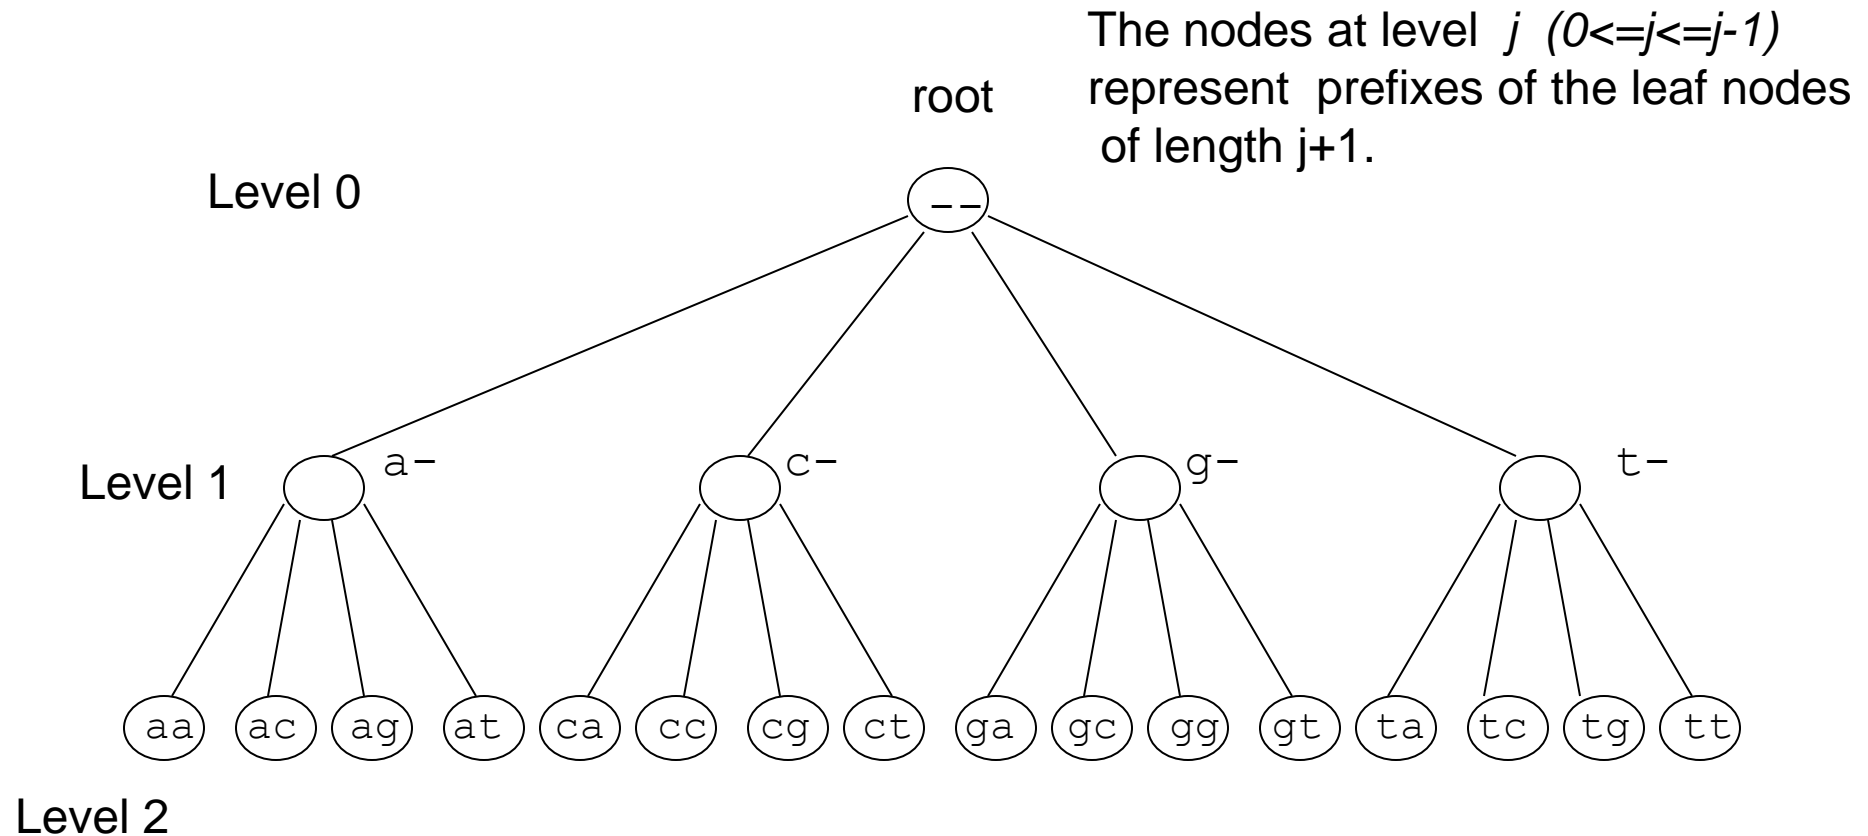 The nodes at level j (0<=j<=j-1)
represent prefixes of the leaf nodes
of length j+1.
root
Level 0
--
Level 1
a-
c-
g-
t-
aa ac ag at ca cc cg ct ga gc gg gt ta tc tg tt
Level 2